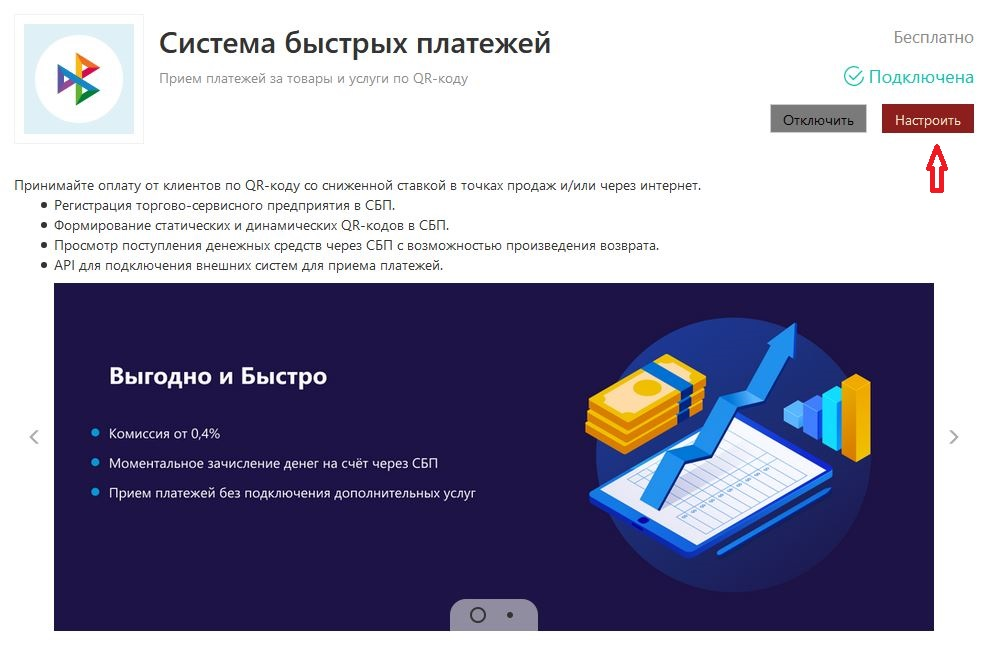 Система быстрых платежей
Прием платежей за товары и услуги по QR-коду
Бесплатно
Подключена
Отключить
Настроить
Принимайте оплату от клиентов по QR-коду со сниженной ставкой в точках продаж и/или через интернет.
Регистрация торгово-сервисного предприятия в СБП.
Формирование статических и динамических QR-кодов в СБП.
Просмотр поступления денежных средств через СБП с возможностью произведения возврата.
API для подключения внешних систем для приема платежей.
Выгодно и Быстро
Комиссия от 0,4%
Моментальное зачисление денег на счёт через СБП
Прием платежей без подключения дополнительных услуг